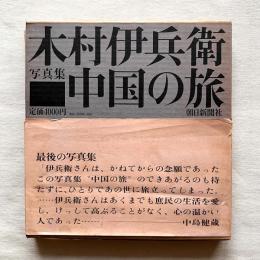 木村伊兵衛
写真集
中国の旅
定価4000円
朝日新聞社
最後の写真集
「伊兵衛さんは、かねてからの念願であった
この写真集“中国の旅”のできあがるのも待
たずに、ひとりであの世に旅立ってしまった。
……伊兵衛さんはあくまでも庶民の生活を愛
し、けっして高ぶることがなく、心の温かい
人であった……　　　——中島健蔵